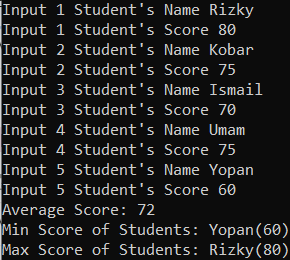 Input 1 Student's Name Rizky
Input 1 Student's Score 80
Input 2 Student's Name Kobar
Input 2 Student's Score 75
Input 3 Student's Name Ismail
Input 3 Student's Score 70
Input 4 Student's Name Umam
Input 4 Student's Score 75
Input 5 Student's Name Yopan
Input 5 Student's Score 60
Average Score: 72
Min Score of Students: Yopan(60)
Max Score of Students: Rizky(80)